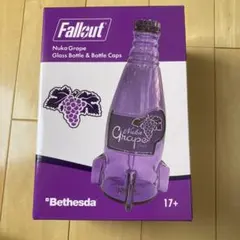 Fallout
Nuka Grape
Glass Bottle & Bottle Caps
Nuka
Grape
Bethesda
17+